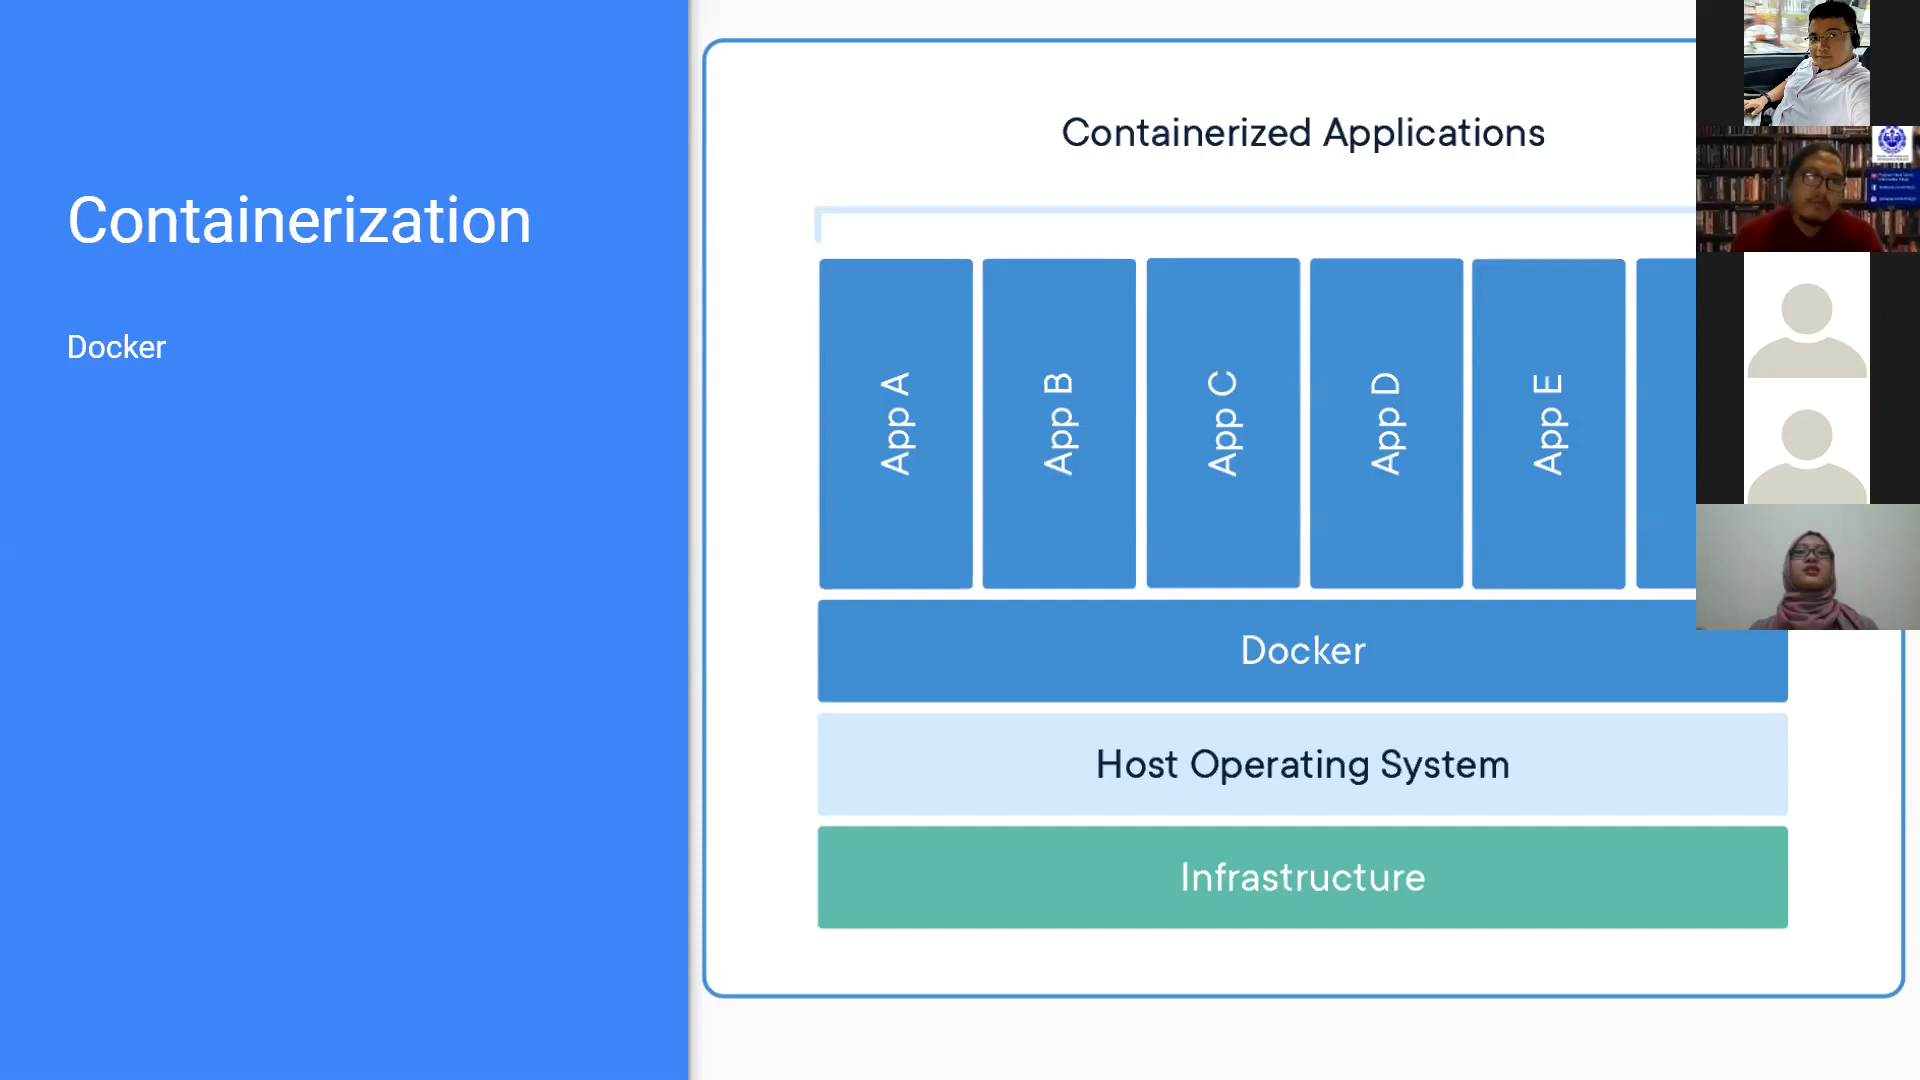 Containerization
Docker
Containerized Applications
App A
App B
App C
App D
App E
Docker
Host Operating System
Infrastructure